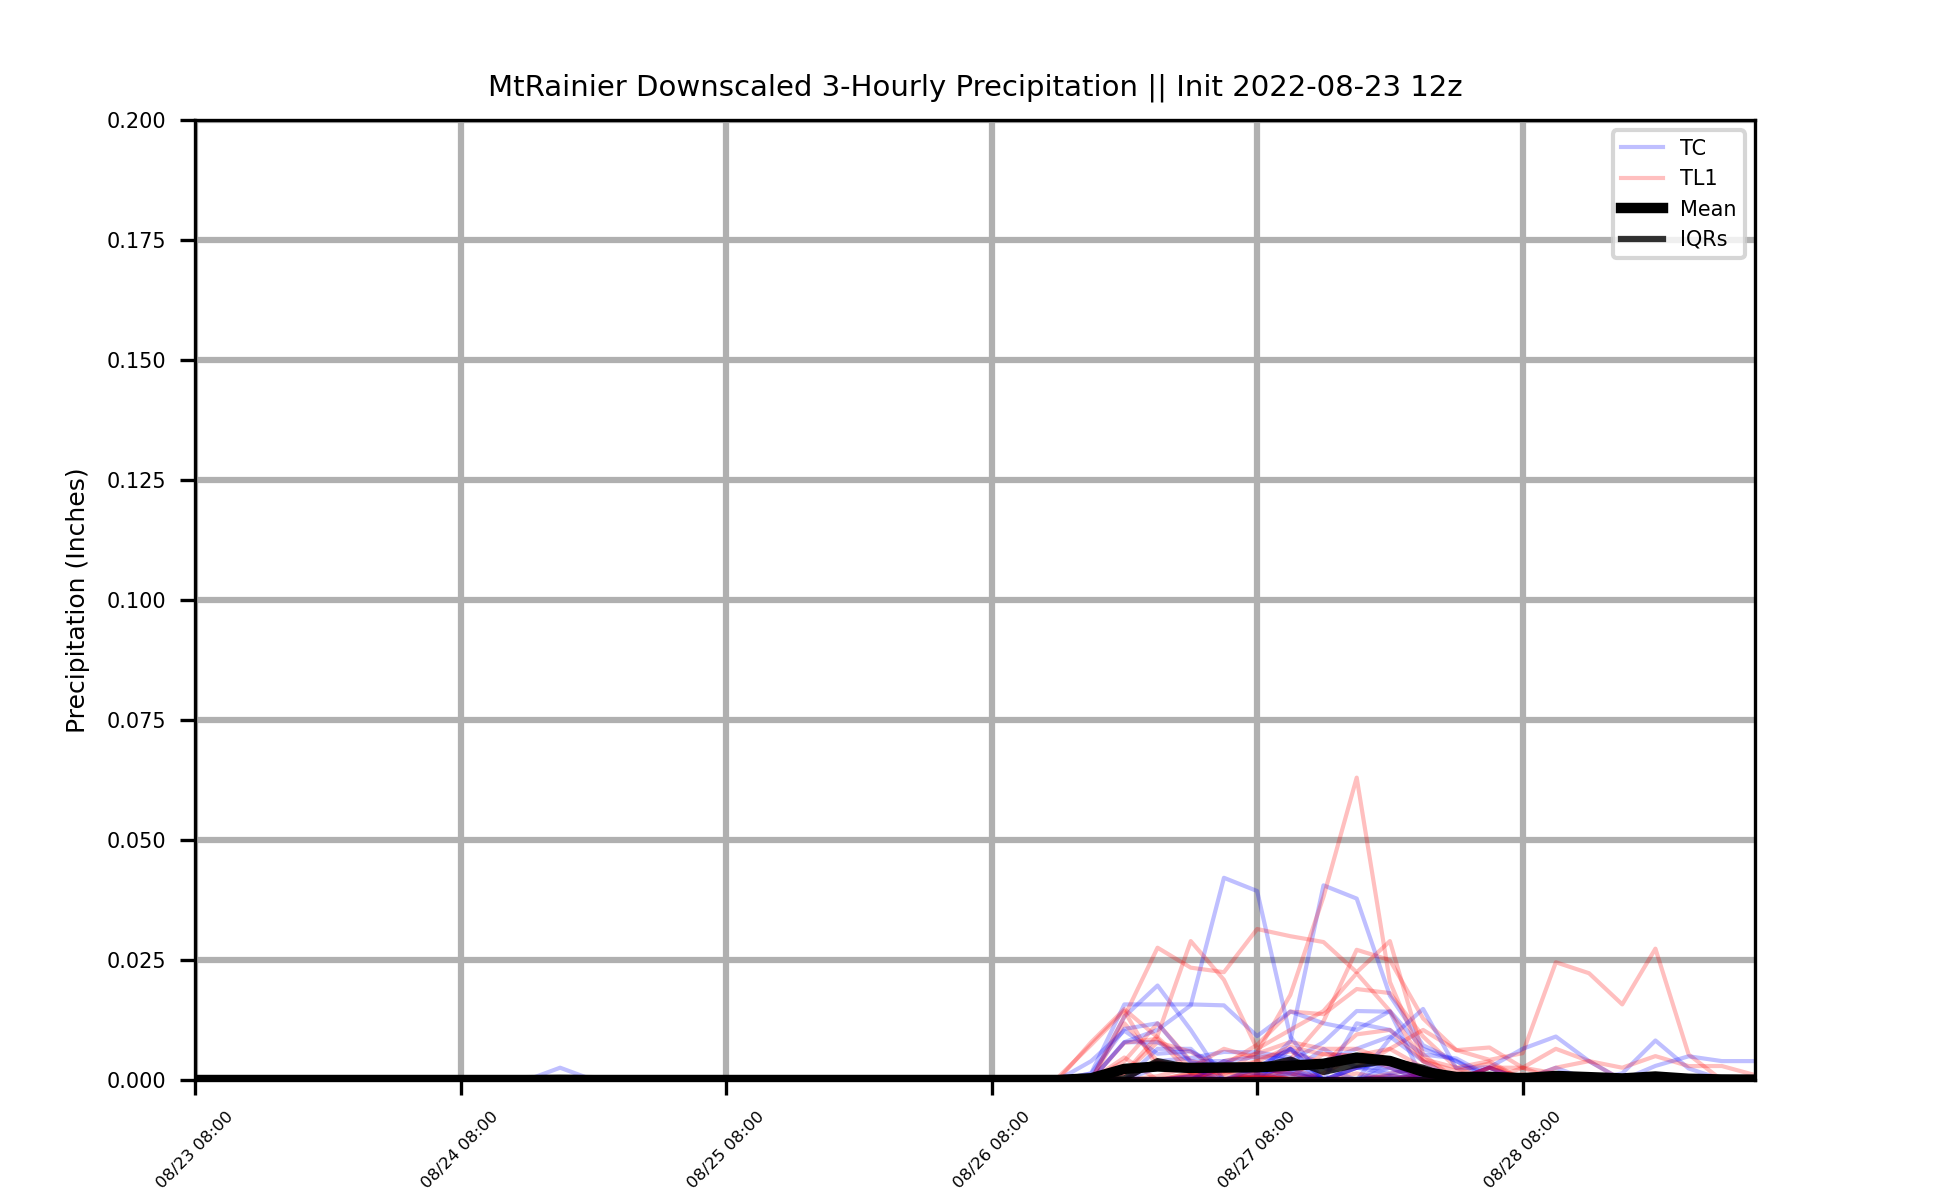 MtRainier Downscaled 3-Hourly Precipitation || Init 2022-08-23 12z
TC
TL1
Mean
IQRs
Precipitation (Inches)
0.200
0.175
0.150
0.125
0.100
0.075
0.050
0.025
0.000
08/23 08:00
08/24 08:00
08/25 08:00
08/26 08:00
08/27 08:00
08/28 08:00